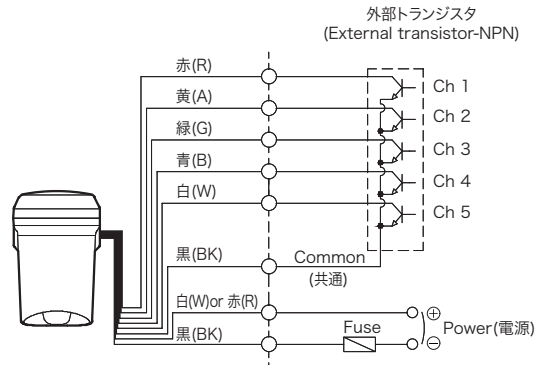 外部トランジスタ
(External transistor-NPN)
赤(R)
Ch 1
黄(A)
Ch 2
緑(G)
Ch 3
青(B)
Ch 4
白(W)
Ch 5
黒(BK)
Common
(共通)
白(W)or 赤(R)
⊕
Fuse
Power(電源)
黒(BK)
⊖